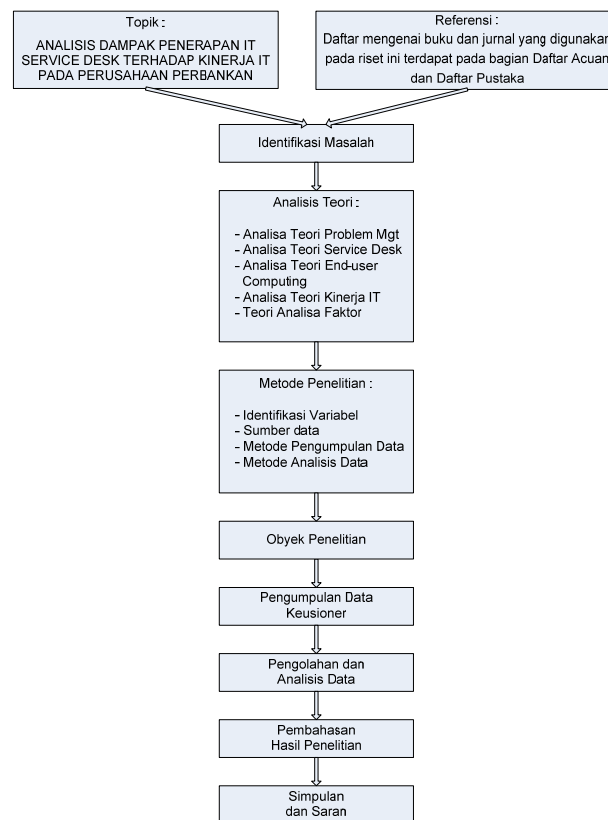 Topik :
ANALISIS DAMPAK PENERAPAN IT
SERVICE DESK TERHADAP KINERJA IT
PADA PERUSAHAAN PERBANKAN
Referensi :
Daftar mengenai buku dan jurnal yang digunakan
pada riset ini terdapat pada bagian Daftar Acuan
dan Daftar Pustaka
Identifikasi Masalah
Analisis Teori :
- Analisa Teori Problem Mgt
- Analisa Teori Service Desk
- Analisa Teori End-user
Computing
- Analisa Teori Kinerja IT
- Teori Analisa Faktor
Metode Penelitian :
- Identifikasi Variabel
- Sumber data
- Metode Pengumpulan Data
- Metode Analisis Data
Obyek Penelitian
Pengumpulan Data
Keusioner
Pengolahan dan
Analisis Data
Pembahasan
Hasil Penelitian
Simpulan
dan Saran